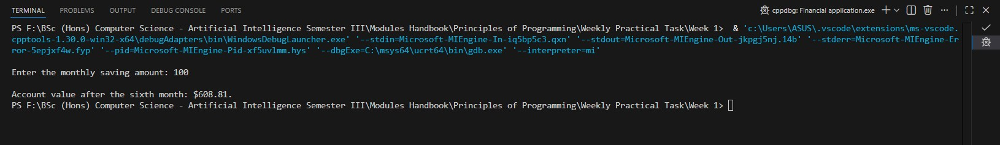 TERMINAL PROBLEMS OUTPUT DEBUG CONSOLE PORTS cppdbg: Financial application.exe
PS F:\BSc (Hons) Computer Science - Artificial Intelligence Semester III\Modules Handbook\Principles of Programming\Weekly Practical Task\Week 1>  & 'c:\Users\ASUS\.vscode\extensions\ms-vscode.
cpptools-1.30.0-win32-x64\debugAdapters\bin\WindowsDebugLauncher.exe' '--stdin=Microsoft-MIEngine-In-iq5bp5c3.qxn' '--stdout=Microsoft-MIEngine-Out-jkpgj5nj.14b' '--stderr=Microsoft-MIEngine-Er
ror-5epjxf4w.fyp' '--pid=Microsoft-MIEngine-Pid-xf5uvlmm.hys' '--dbgExe=C:\msys64\ucrt64\bin\gdb.exe' '--interpreter=mi'
Enter the monthly saving amount: 100
Account value after the sixth month: $608.81.
PS F:\BSc (Hons) Computer Science - Artificial Intelligence Semester III\Modules Handbook\Principles of Programming\Weekly Practical Task\Week 1>